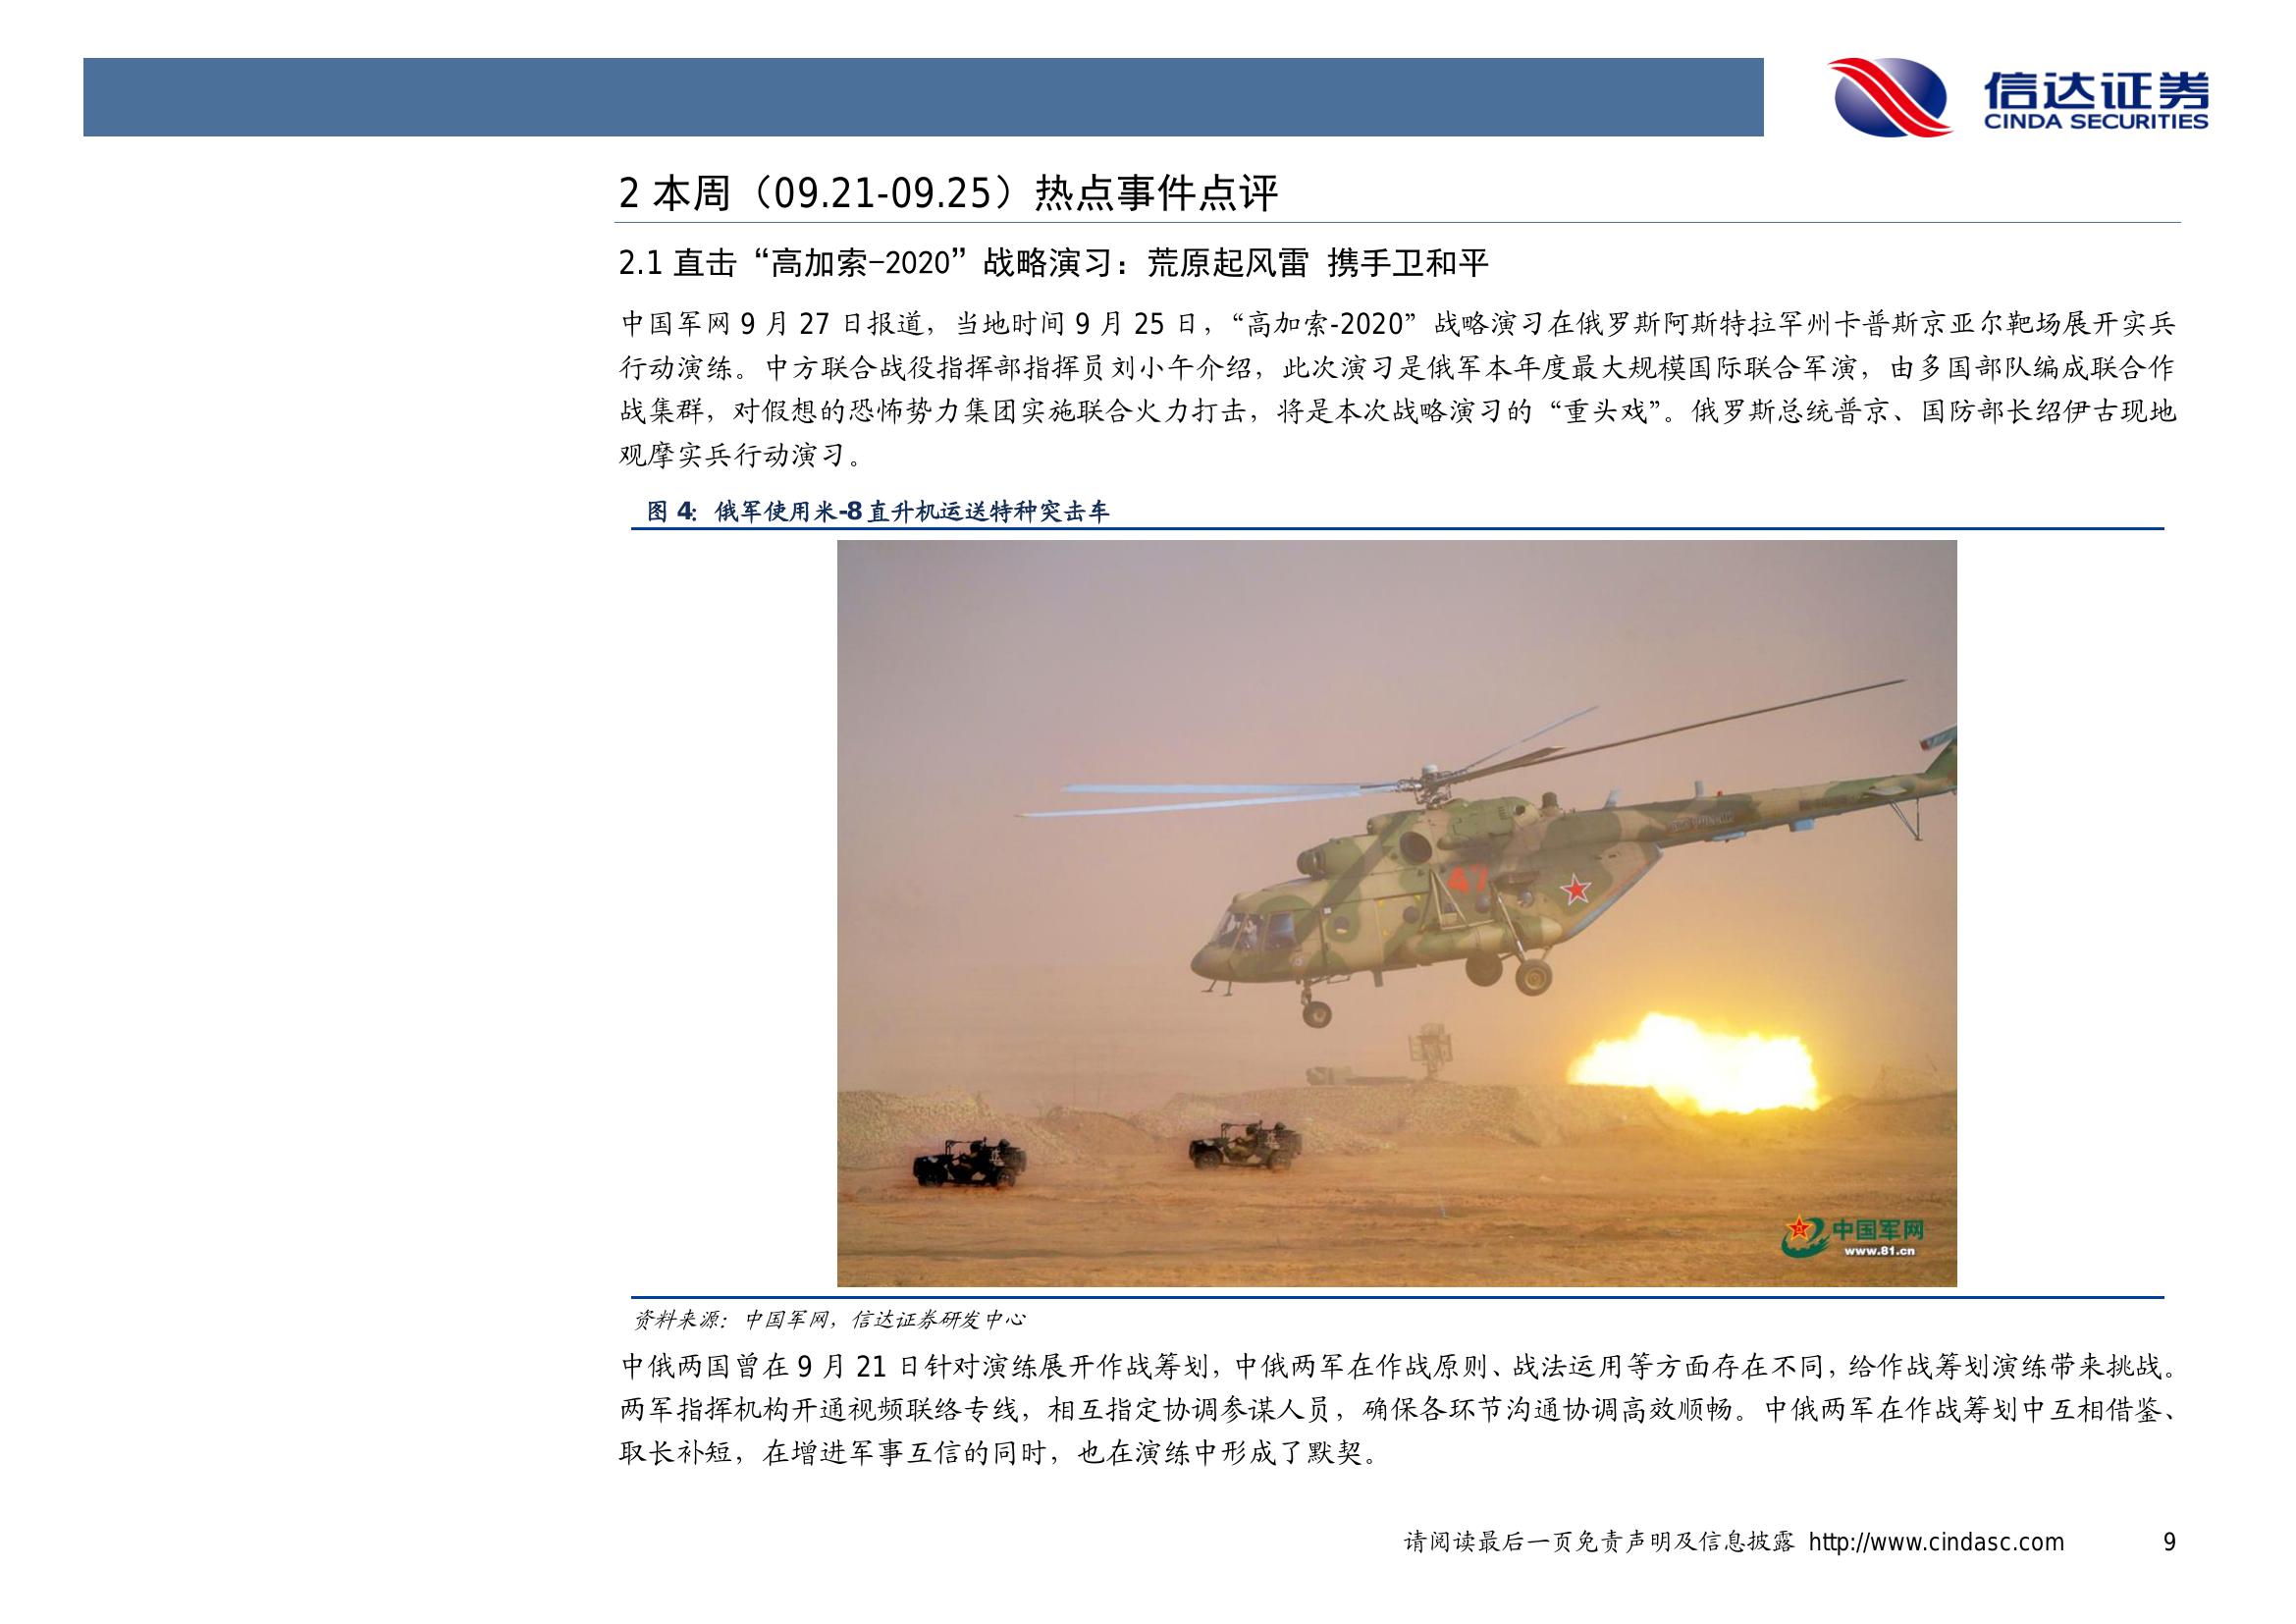 信达证券
CINDA SECURITIES
2 本周（09.21-09.25）热点事件点评
2.1 直击“高加索-2020”战略演习：荒原起风雷 携手卫和平
中国军网 9 月 27 日报道，当地时间 9 月 25 日，“高加索-2020”战略演习在俄罗斯阿斯特拉罕州卡普斯京亚尔靶场展开实兵
行动演练。中方联合战役指挥部指挥员刘小午介绍，此次演习是俄军本年度最大规模国际联合军演，由多国部队编成联合作
战集群，对假想的恐怖势力集团实施联合火力打击，将是本次战略演习的“重头戏”。俄罗斯总统普京、国防部长绍伊古现地
观摩实兵行动演习。
图 4：俄军使用米-8 直升机运送特种突击车
47
中国军网
www.81.cn
资料来源：中国军网，信达证券研发中心
中俄两国曾在 9 月 21 日针对演练展开作战筹划，中俄两军在作战原则、战法运用等方面存在不同，给作战筹划演练带来挑战。
两军指挥机构开通视频联络专线，相互指定协调参谋人员，确保各环节沟通协调高效顺畅。中俄两军在作战筹划中互相借鉴、
取长补短，在增进军事互信的同时，也在演练中形成了默契。
请阅读最后一页免责声明及信息披露 http://www.cindasc.com 9